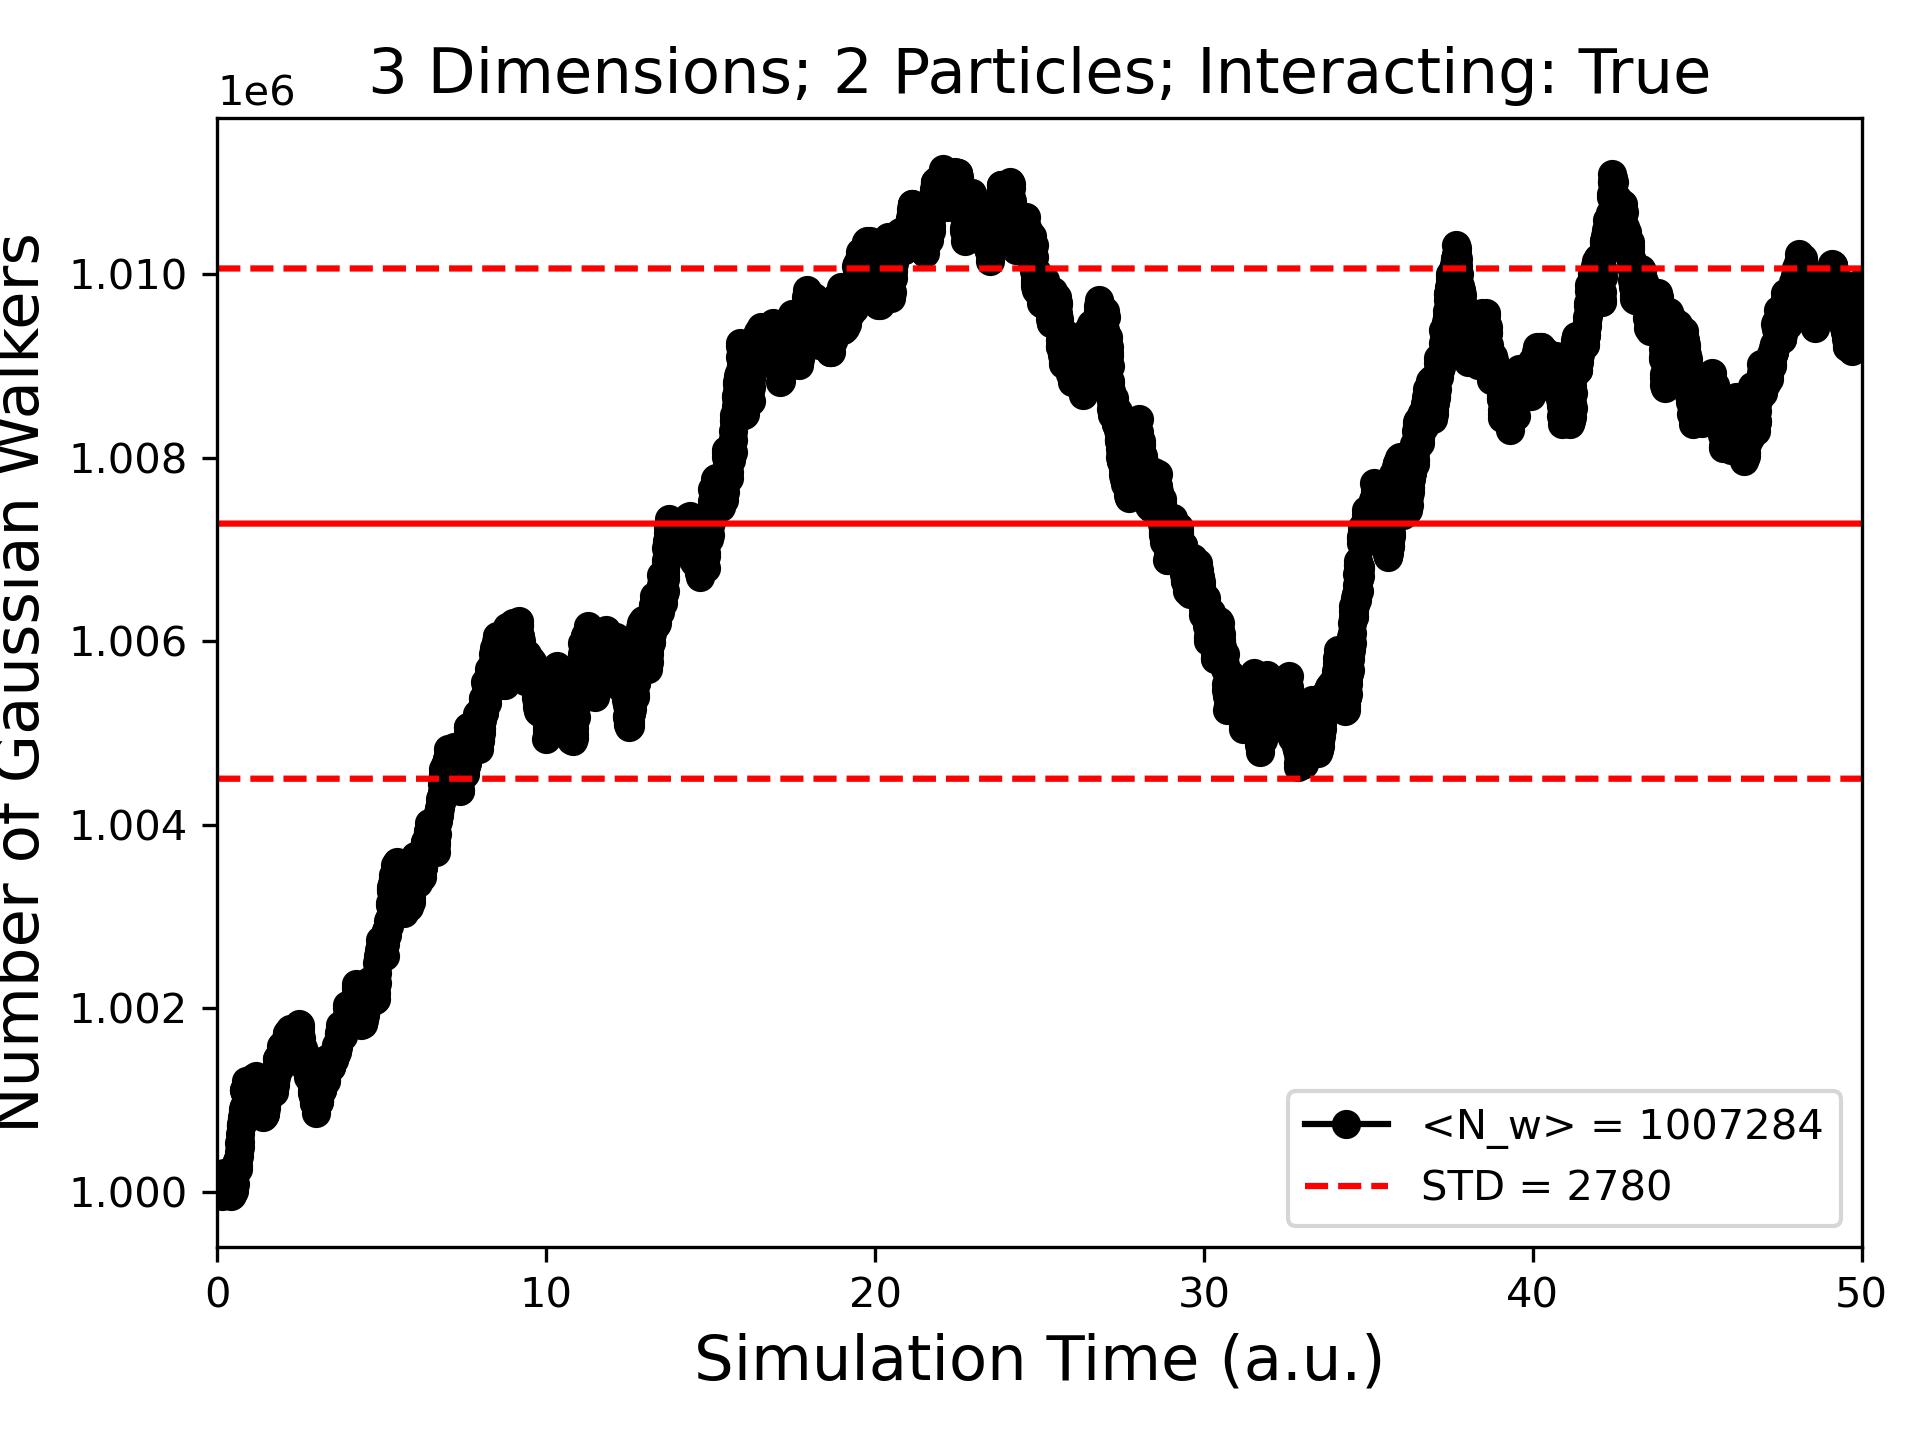 3 Dimensions; 2 Particles; Interacting: True
1e6
Number of Gaussian Walkers
1.010
1.008
1.006
1.004
1.002
1.000
<N_w> = 1007284
STD = 2780
0 10 20 30 40 50
Simulation Time (a.u.)